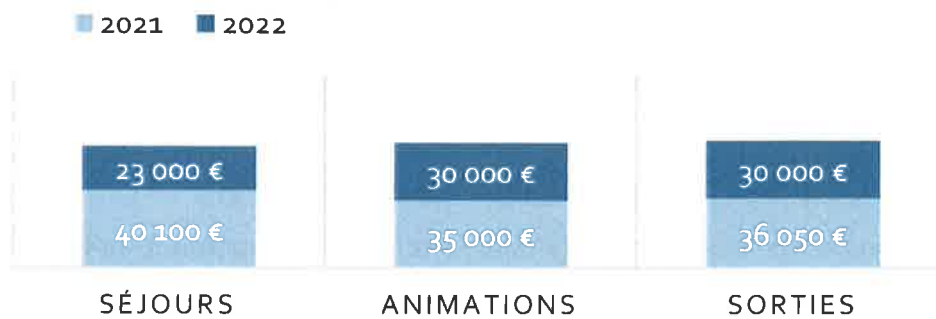 2021 2022
23 000 € 30 000 € 30 000 €
40 100 € 35 000 € 36 050 €
SÉJOURS ANIMATIONS SORTIES